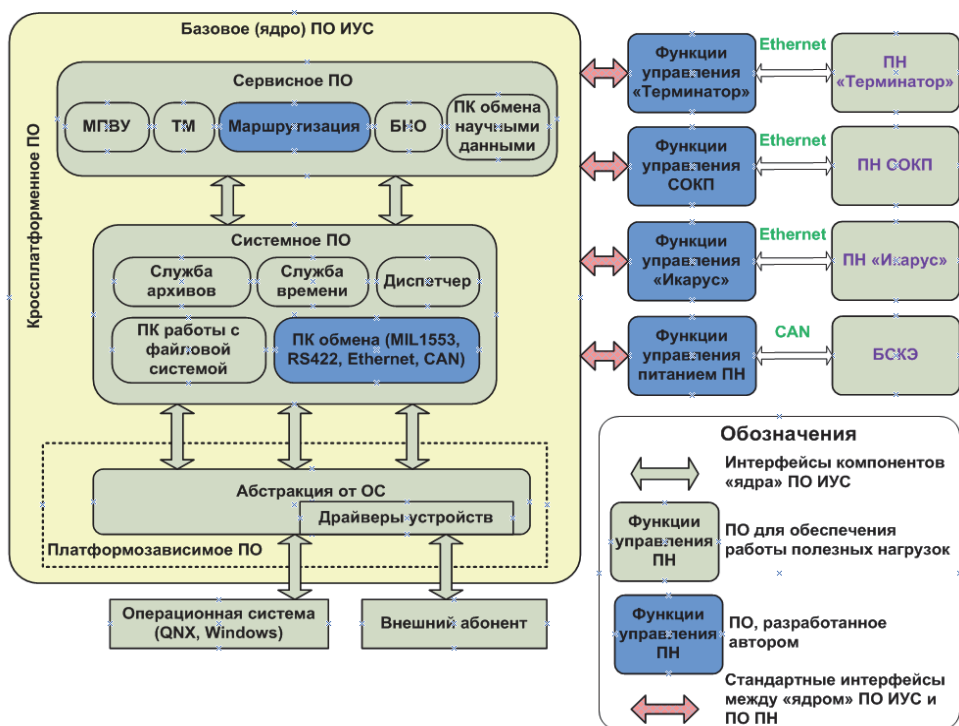 Базовое (ядро) ПО ИУС
Кроссплатформенное ПО
Сервисное ПО
МПВУ
ТМ
Маршрутизация
БНО
ПК обмена
научными
данными
Системное ПО
Служба
архивов
Служба
времени
Диспетчер
ПК работы с
файловой
системой
ПК обмена (MIL1553,
RS422, Ethernet, CAN)
Абстракция от ОС
Драйверы устройств
Платформозависимое ПО
Операционная система
(QNX, Windows)
Внешний абонент
Функции
управления
«Терминатор»
Ethernet
ПН
«Терминатор»
Функции
управления
СОКП
Ethernet
ПН СОКП
Функции
управления
«Икарус»
Ethernet
ПН «Икарус»
Функции
управления
питанием ПН
CAN
БСКЭ
Обозначения
Интерфейсы компонентов
«ядра» ПО ИУС
Функции
управления
ПН
ПО для обеспечения
работы полезных нагрузок
Функции
управления
ПН
ПО, разработанное
автором
Стандартные интерфейсы
между «ядром» ПО ИУС и
ПО ПН